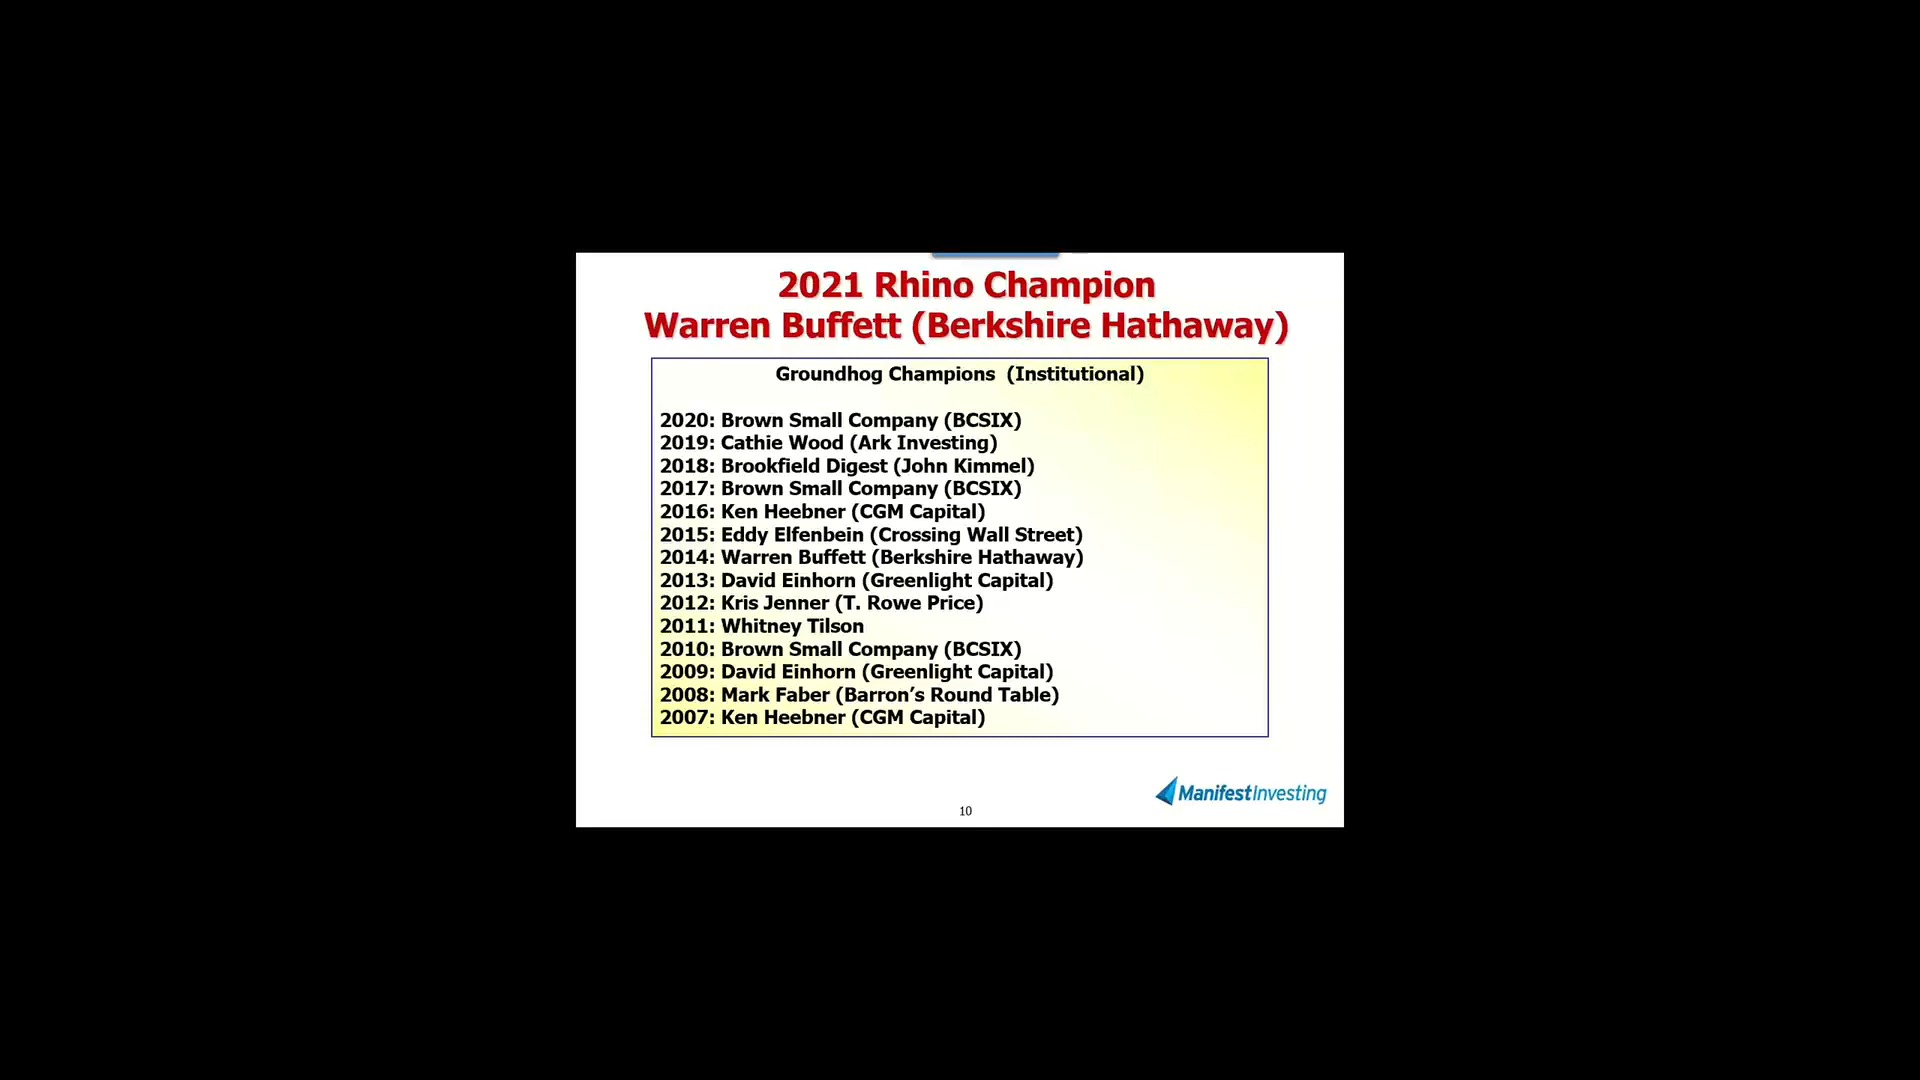 2021 Rhino Champion
Warren Buffett (Berkshire Hathaway)
Groundhog Champions (Institutional)
2020: Brown Small Company (BCSIX)
2019: Cathie Wood (Ark Investing)
2018: Brookfield Digest (John Kimmel)
2017: Brown Small Company (BCSIX)
2016: Ken Heebner (CGM Capital)
2015: Eddy Elfenbein (Crossing Wall Street)
2014: Warren Buffett (Berkshire Hathaway)
2013: David Einhorn (Greenlight Capital)
2012: Kris Jenner (T. Rowe Price)
2011: Whitney Tilson
2010: Brown Small Company (BCSIX)
2009: David Einhorn (Greenlight Capital)
2008: Mark Faber (Barron’s Round Table)
2007: Ken Heebner (CGM Capital)
ManifestInvesting
10